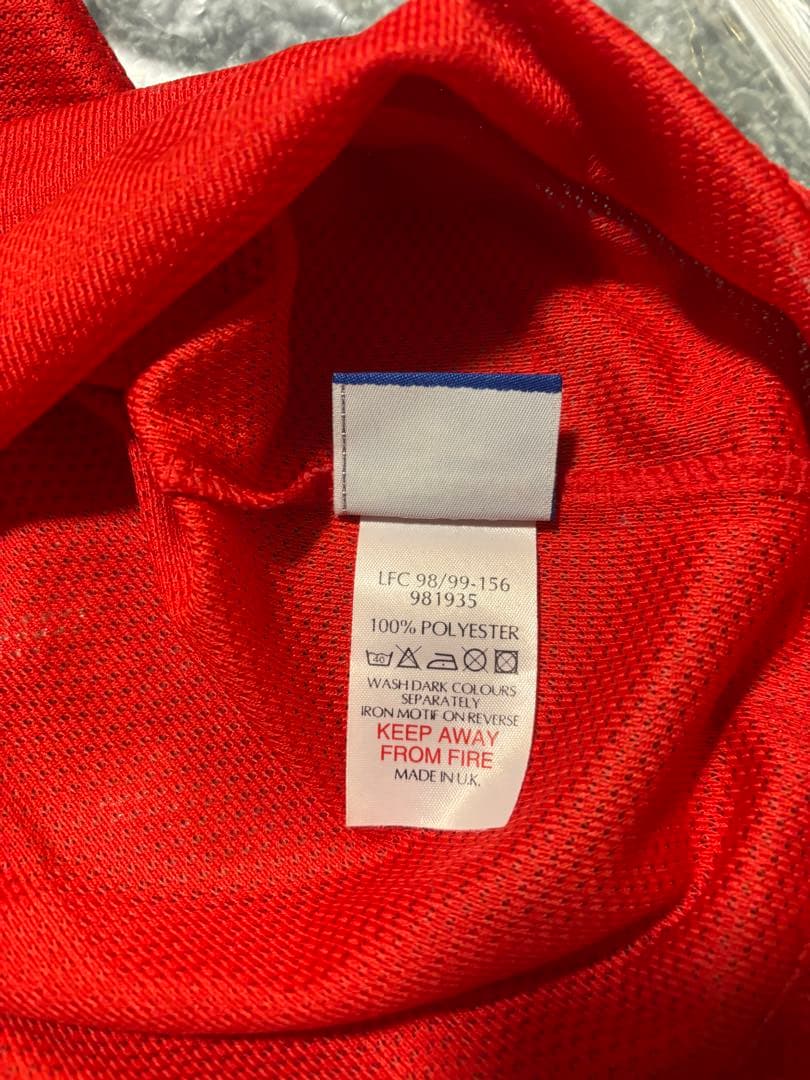 LFC 98/99-156
981935
100% POLYESTER
40
WASH DARK COLOURS
SEPARATELY
IRON MOTIF ON REVERSE
KEEP AWAY
FROM FIRE
MADE IN U.K.